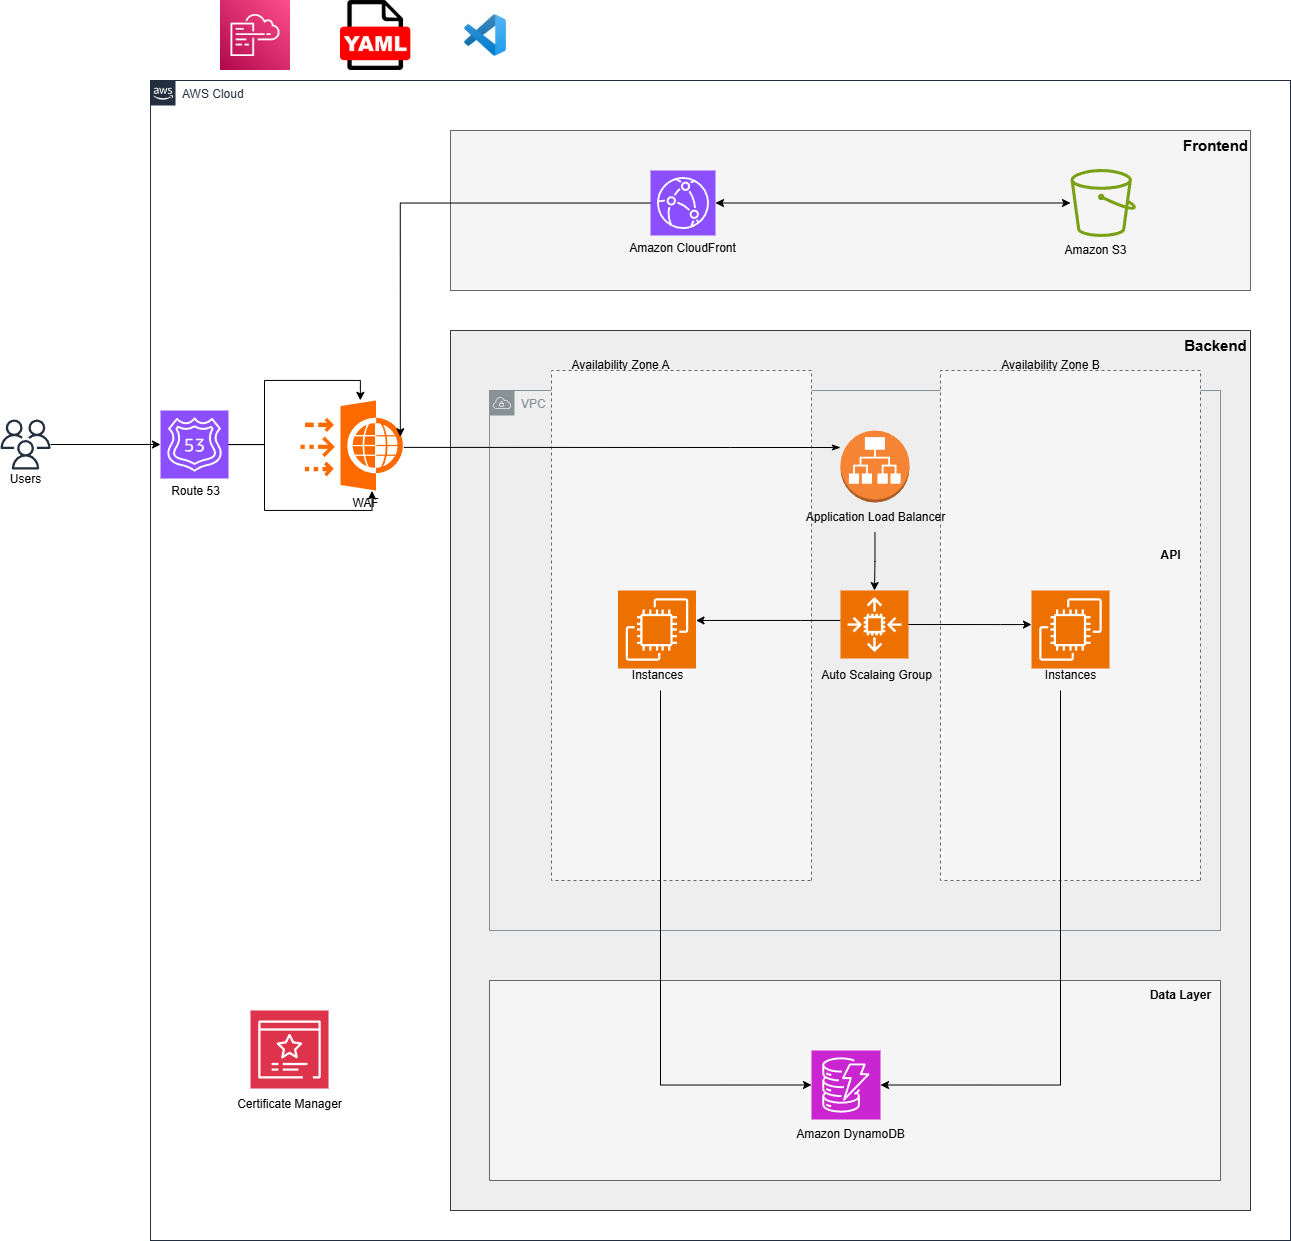 YAML
aws
AWS Cloud
Frontend
Amazon CloudFront
Amazon S3
Backend
Availability Zone A
Availability Zone B
VPC
Users
53
Route 53
WAF
Application Load Balancer
API
Instances
Auto Scalaing Group
Instances
Data Layer
Certificate Manager
Amazon DynamoDB